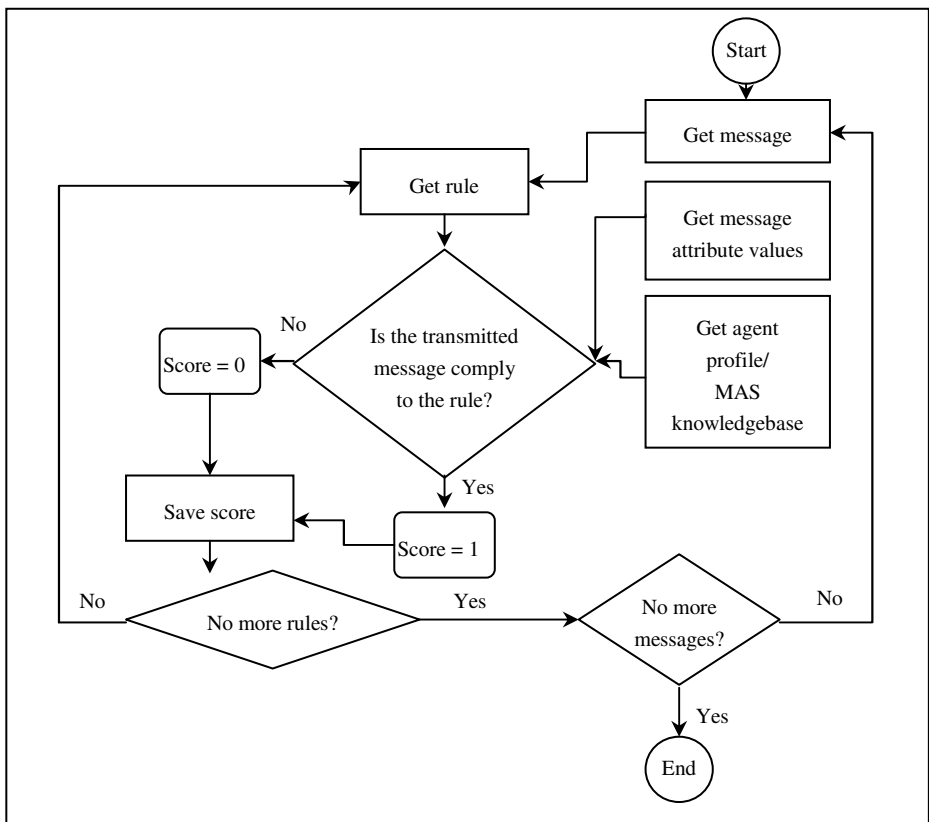 Start
Get message
Get rule
Get message
attribute values
Is the transmitted
message comply
to the rule?
No
Score = 0
Get agent
profile/
MAS
knowledgebase
Yes
Save score
Score = 1
No more rules?
No
Yes
No more
messages?
No
Yes
End